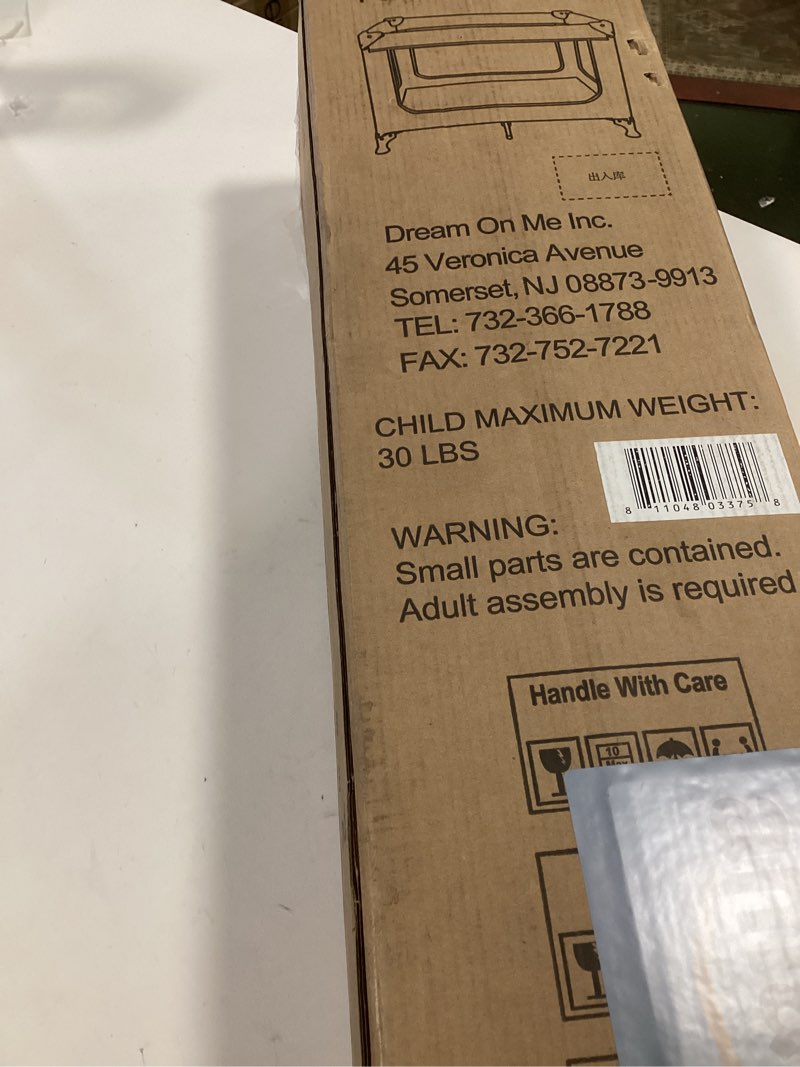 出入库
Dream On Me Inc.
45 Veronica Avenue
Somerset, NJ 08873-9913
TEL: 732-366-1788
FAX: 732-752-7221
CHILD MAXIMUM WEIGHT:
30 LBS
8 11048 03375 8
WARNING:
Small parts are contained.
Adult assembly is required
Handle With Care
10
Max